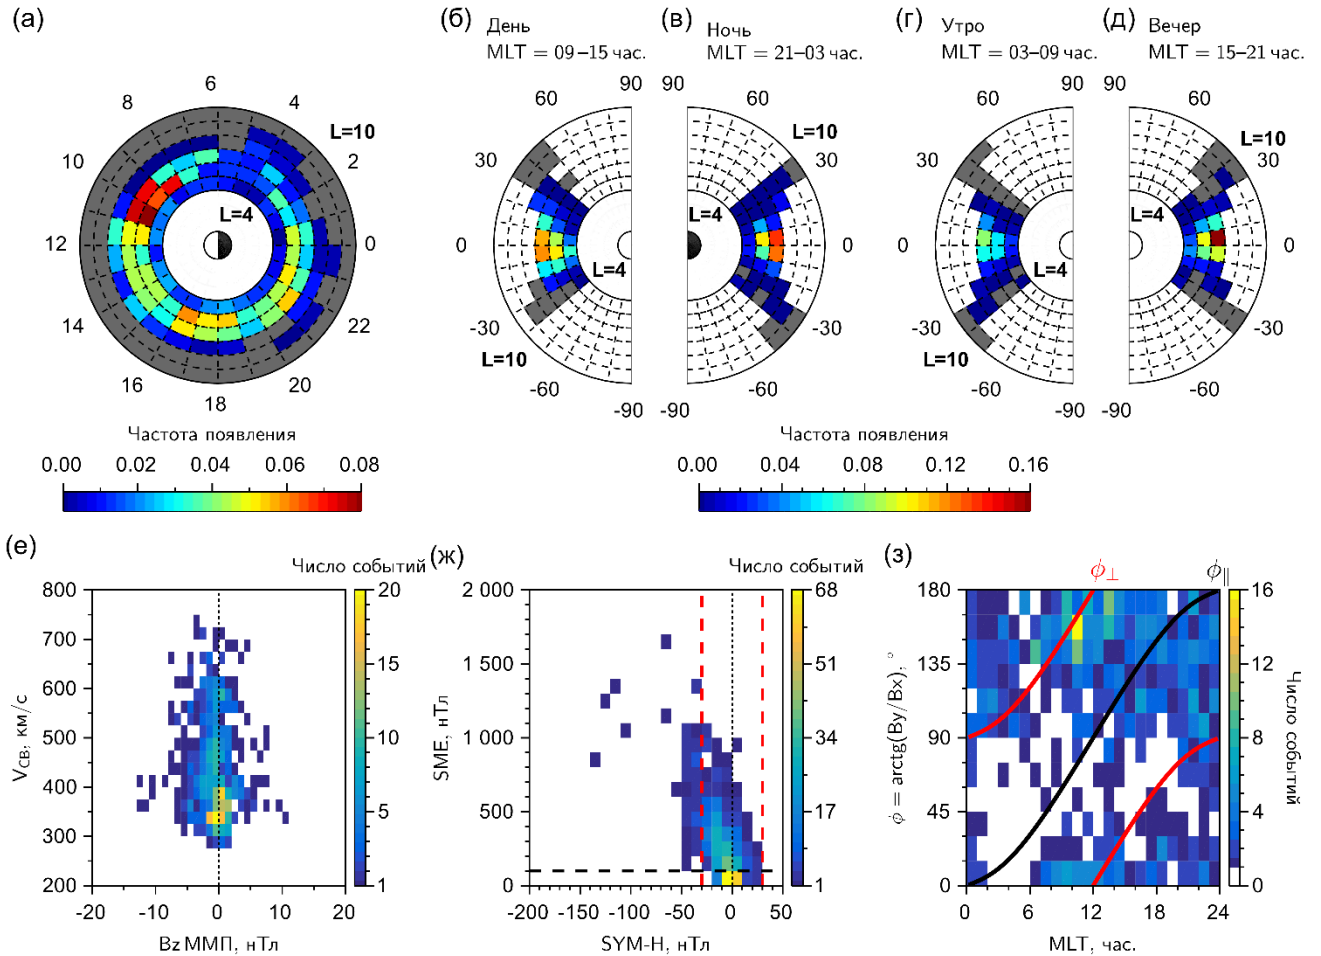 (а)
6
8
4
L=10
10
2
L=4
12
0
14
22
16
20
18
Частота появления
0.00 0.02 0.04 0.06 0.08
(б) День
MLT = 09–15 час.
90
60
30
0
L=4
-30
L=10
-60
-90
(в) Ночь
MLT = 21–03 час.
90
60
L=10
30
L=4
0
-30
-60
-90
(г) Утро
MLT = 03–09 час.
90
60
30
0
L=4
-30
L=10
-60
-90
(д) Вечер
MLT = 15–21 час.
90
60
L=10
30
L=4
0
-30
-60
-90
Частота появления
0.00 0.04 0.08 0.12 0.16
(е)
Число событий
800
700
600
500
400
300
200
Vсв, км/с
-20 -10 0 10 20
Bz ММП, нТл
20
15
10
5
1
(ж)
Число событий
2 000
1 500
1 000
500
0
SME, нТл
-200 -150 -100 -50 0
SYM-H, нТл
68
51
34
17
1
(з)
ϕ⊥
ϕ∥
180
135
90
45
0
ϕ = arctg(By/Bx), °
0 6 12 18 24
MLT, час.
16
12
8
4
0
Число событий